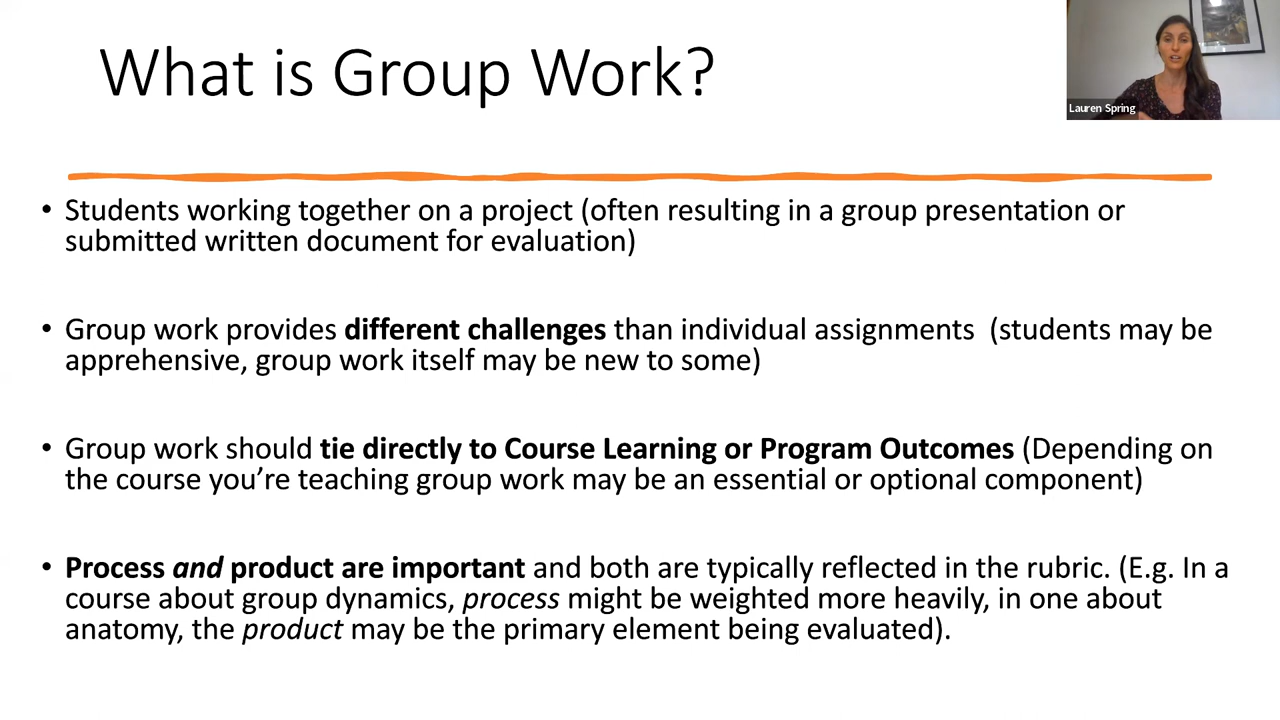 What is Group Work?
Lauren Spring
• Students working together on a project (often resulting in a group presentation or
submitted written document for evaluation)
• Group work provides different challenges than individual assignments (students may be
apprehensive, group work itself may be new to some)
• Group work should tie directly to Course Learning or Program Outcomes (Depending on
the course you’re teaching group work may be an essential or optional component)
• Process and product are important and both are typically reflected in the rubric. (E.g. In a
course about group dynamics, process might be weighted more heavily, in one about
anatomy, the product may be the primary element being evaluated).